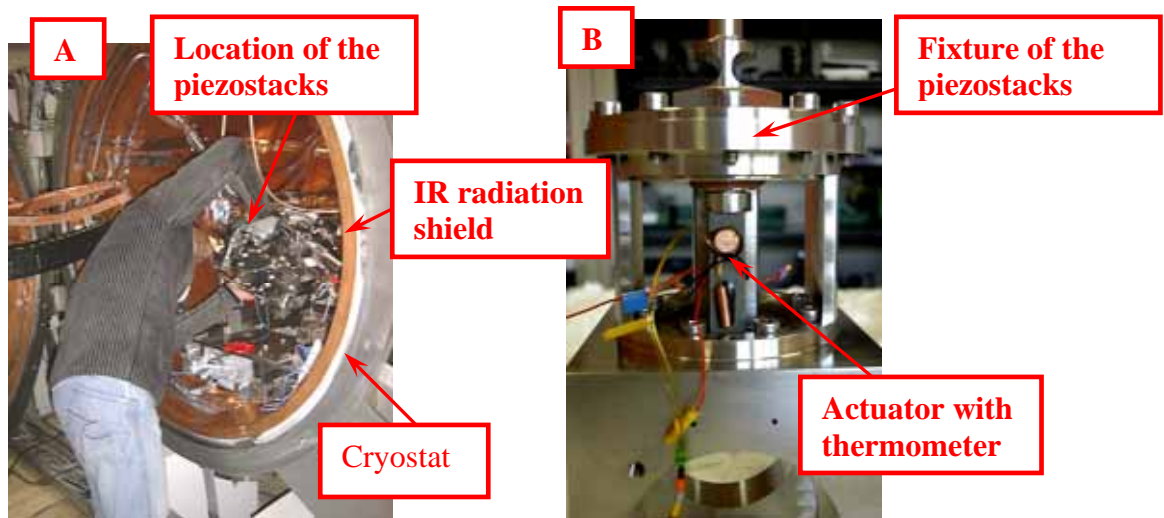 A
Location of the
piezostacks
IR radiation
shield
Cryostat
B
Fixture of the
piezostacks
Actuator with
thermometer